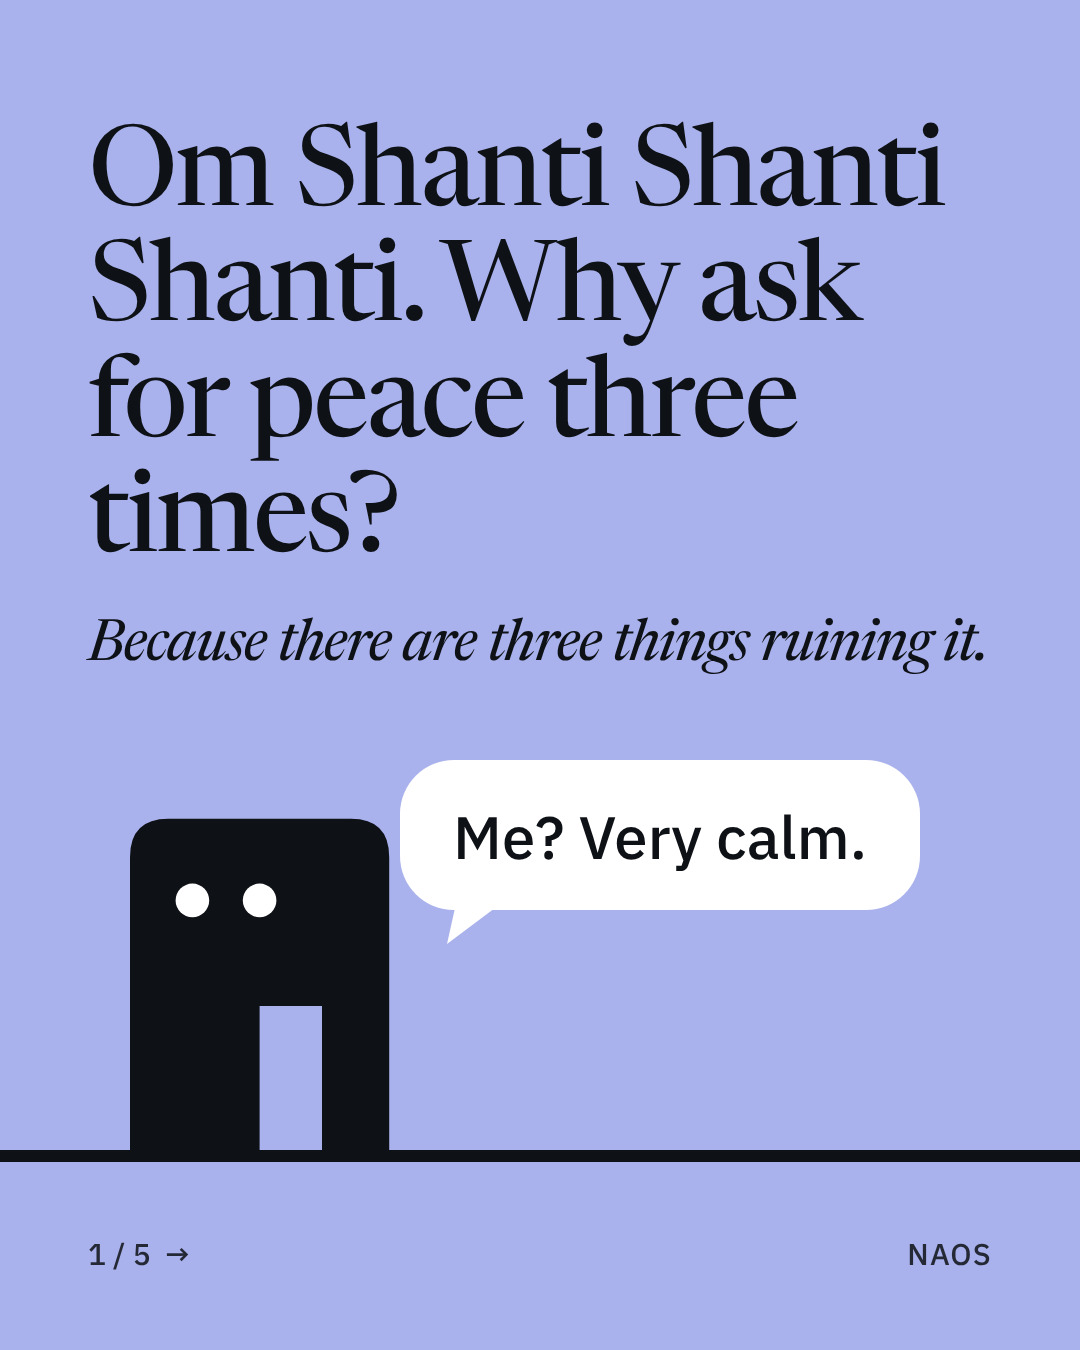 Om Shanti Shanti
Shanti. Why ask
for peace three
times?
Because there are three things ruining it.
Me? Very calm.
1 / 5 →
NAOS